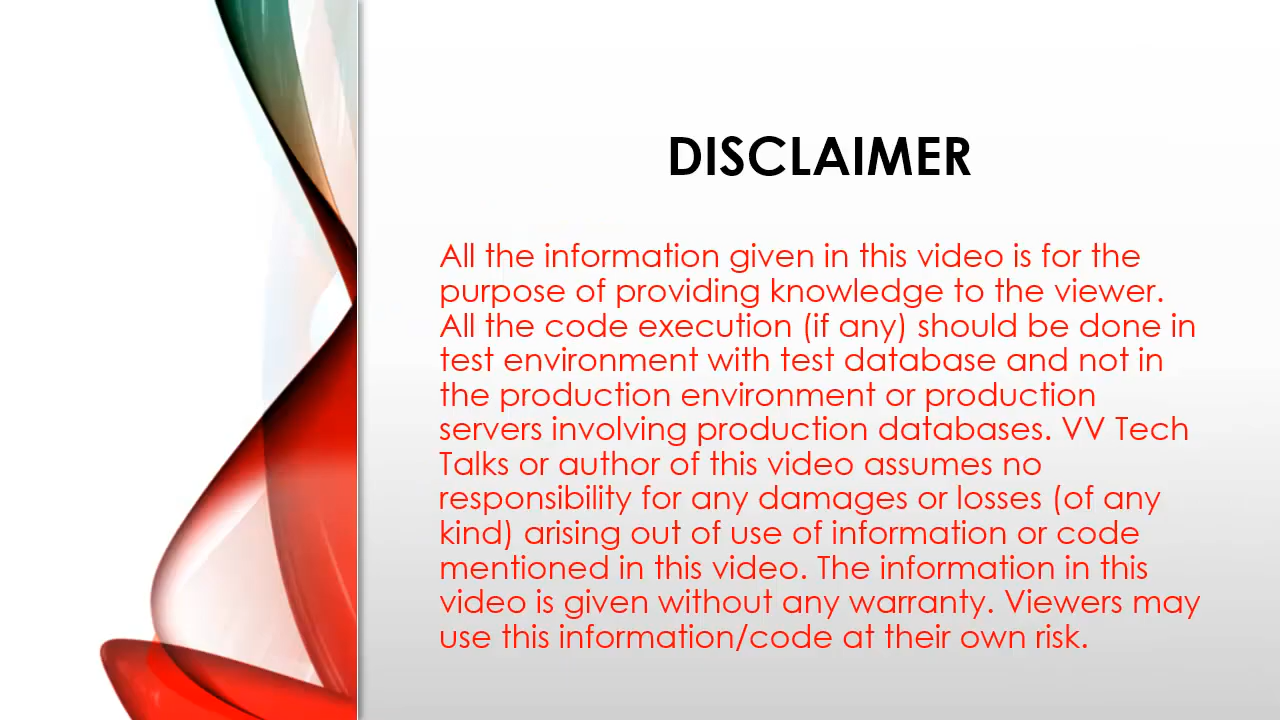 DISCLAIMER
All the information given in this video is for the
purpose of providing knowledge to the viewer.
All the code execution (if any) should be done in
test environment with test database and not in
the production environment or production
servers involving production databases. VV Tech
Talks or author of this video assumes no
responsibility for any damages or losses (of any
kind) arising out of use of information or code
mentioned in this video. The information in this
video is given without any warranty. Viewers may
use this information/code at their own risk.